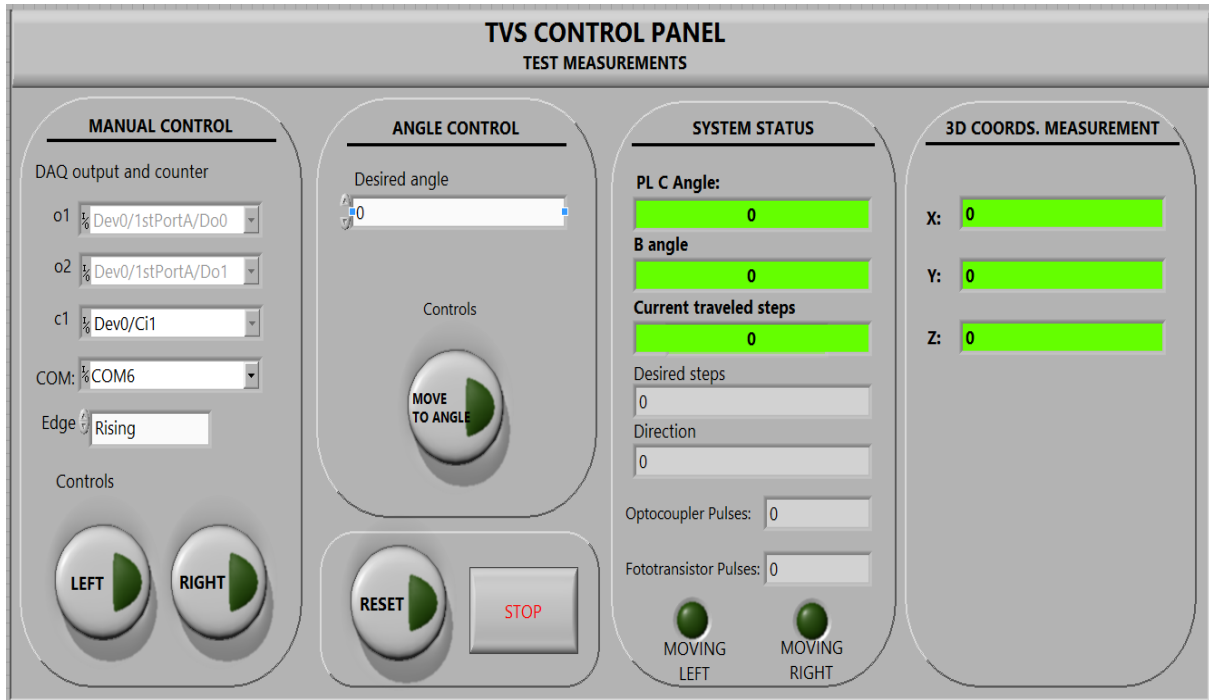 TVS CONTROL PANEL
TEST MEASUREMENTS
MANUAL CONTROL
DAQ output and counter
o1 Dev0/1stPortA/Do0
o2 Dev0/1stPortA/Do1
c1 Dev0/Ci1
COM: COM6
Edge Rising
Controls
LEFT
RIGHT
ANGLE CONTROL
Desired angle
0
Controls
MOVE
TO ANGLE
RESET
STOP
SYSTEM STATUS
PL C Angle:
0
B angle
0
Current traveled steps
0
Desired steps
0
Direction
0
Optocoupler Pulses: 0
Fototransistor Pulses: 0
MOVING
LEFT
MOVING
RIGHT
3D COORDS. MEASUREMENT
X: 0
Y: 0
Z: 0